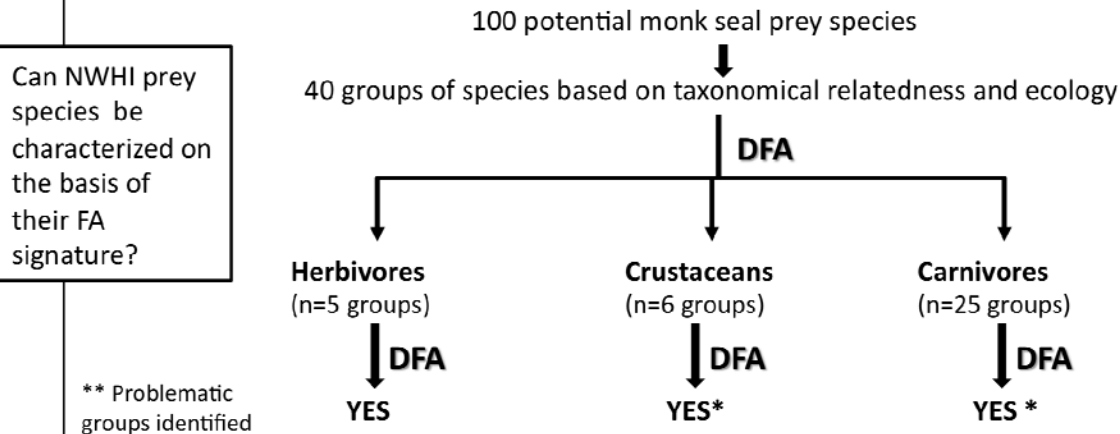 100 potential monk seal prey species
Can NWHI prey
species be
characterized on
the basis of
their FA
signature?
40 groups of species based on taxonomical relatedness and ecology
DFA
Herbivores
(n=5 groups)
Crustaceans
(n=6 groups)
Carnivores
(n=25 groups)
DFA
DFA
DFA
** Problematic
groups identified
YES
YES*
YES *